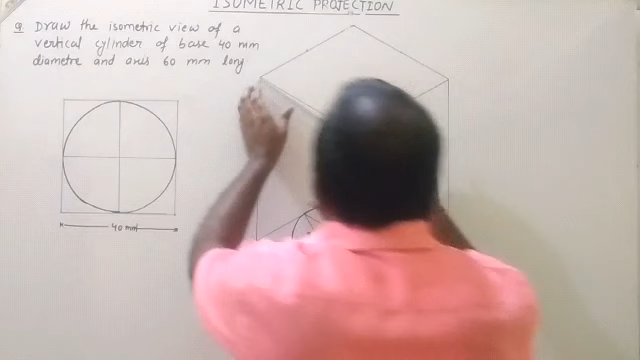 ISOMETRIC PROJECTION
Q Draw the isometric view of a
vertical cylinder of base 40 mm
diametre and axis 60 mm long
40 mm